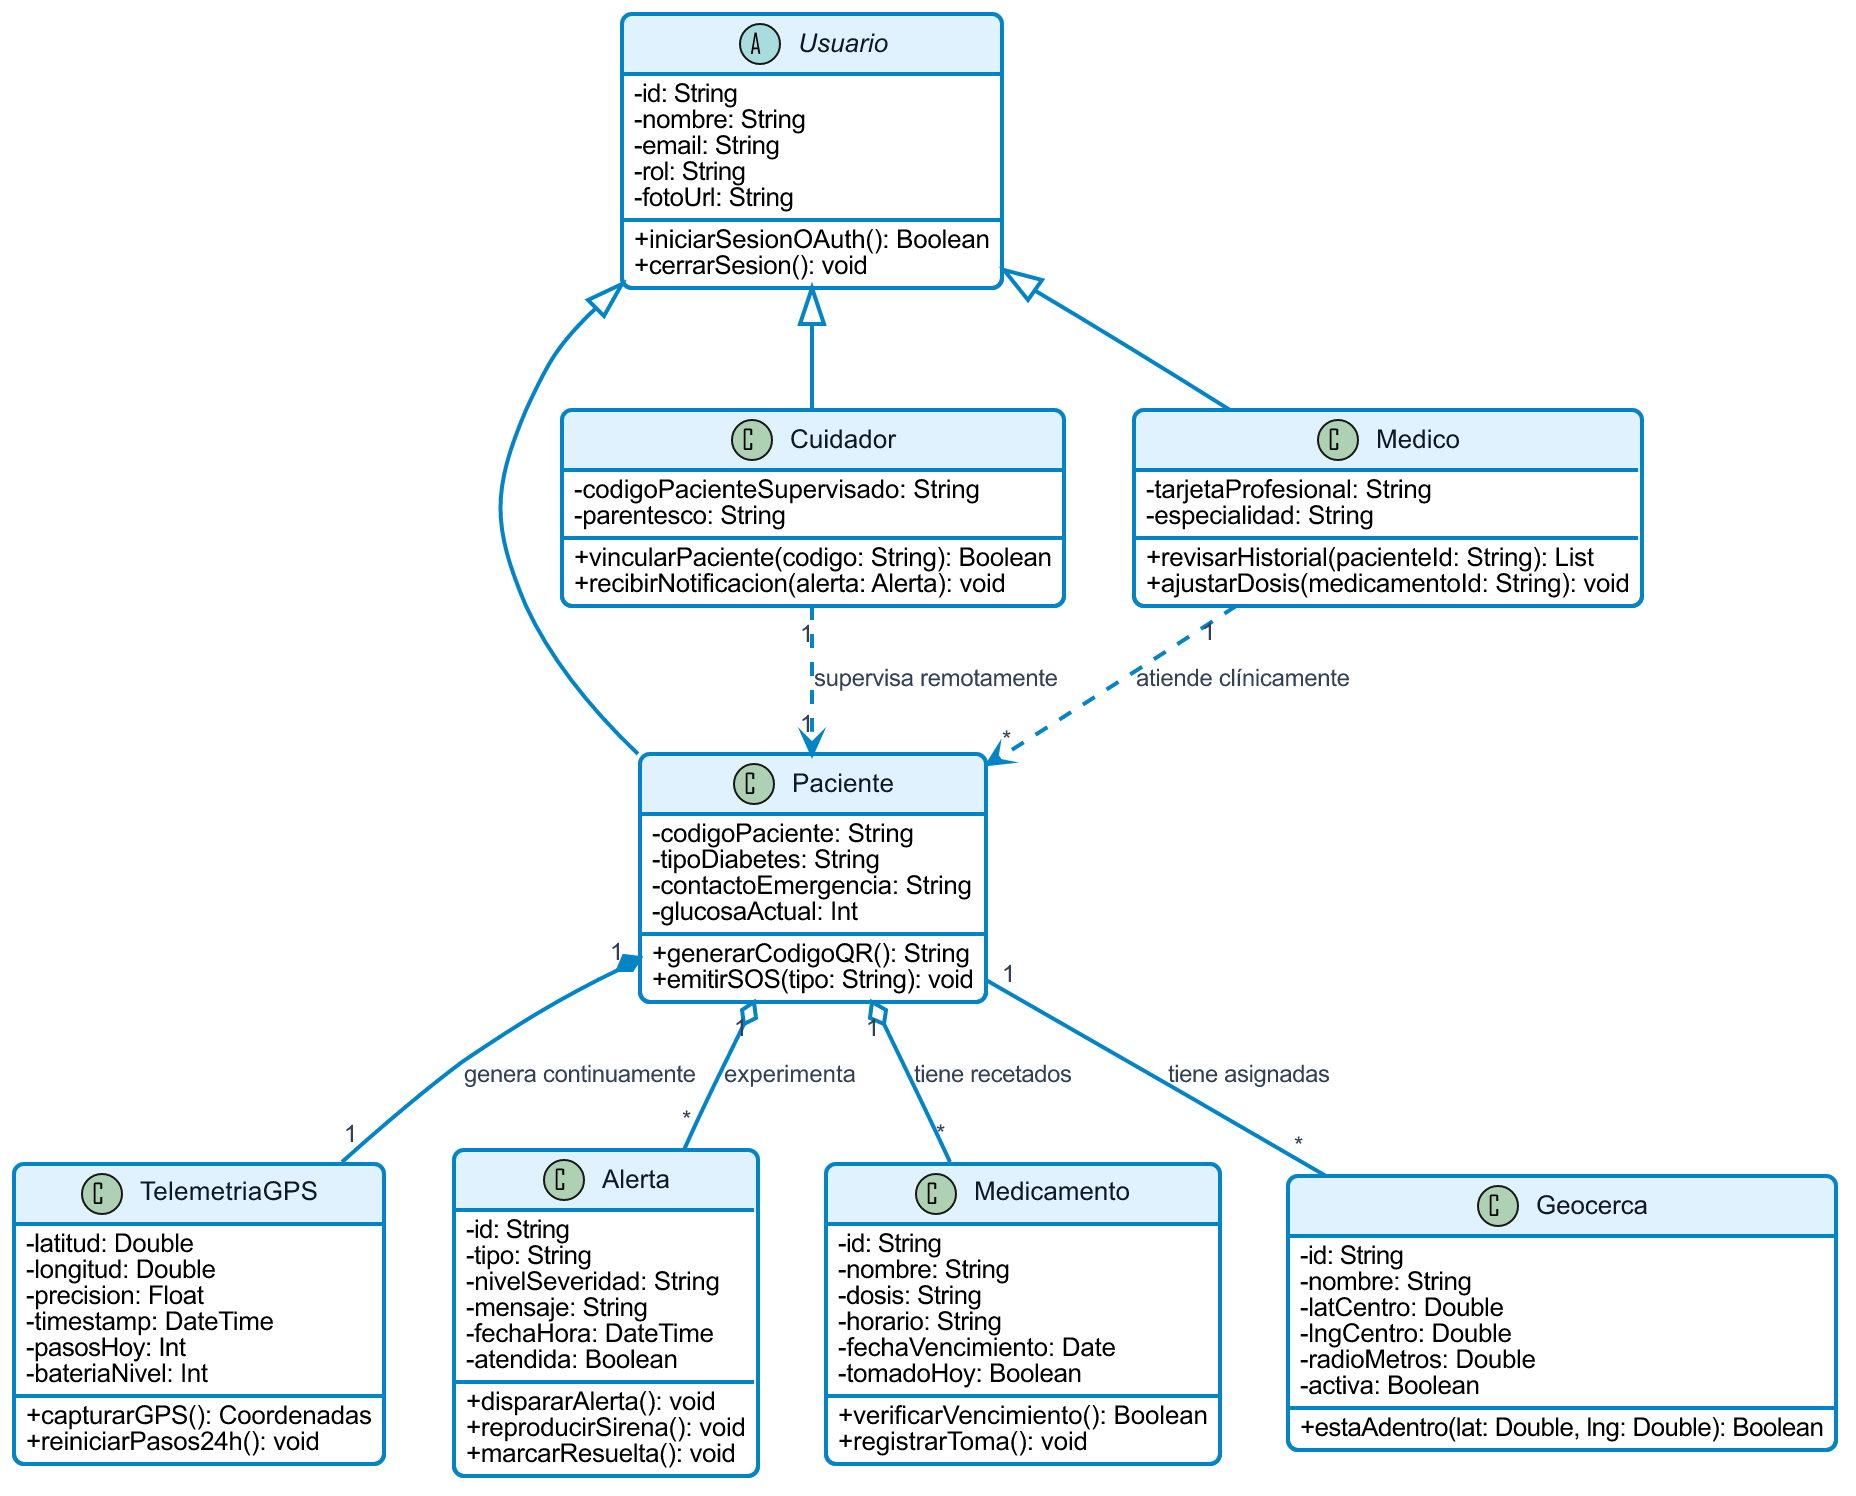 A Usuario
-id: String
-nombre: String
-email: String
-rol: String
-fotoUrl: String
+iniciarSesionOAuth(): Boolean
+cerrarSesion(): void
C Cuidador
-codigoPacienteSupervisado: String
-parentesco: String
+vincularPaciente(codigo: String): Boolean
+recibirNotificacion(alerta: Alerta): void
C Medico
-tarjetaProfesional: String
-especialidad: String
+revisarHistorial(pacienteId: String): List
+ajustarDosis(medicamentoId: String): void
1
supervisa remotamente
1
1
atiende clínicamente
*
C Paciente
-codigoPaciente: String
-tipoDiabetes: String
-contactoEmergencia: String
-glucosaActual: Int
+generarCodigoQR(): String
+emitirSOS(tipo: String): void
1
genera continuamente
1
1
experimenta
*
1
tiene recetados
*
1
tiene asignadas
*
C TelemetriaGPS
-latitud: Double
-longitud: Double
-precision: Float
-timestamp: DateTime
-pasosHoy: Int
-bateriaNivel: Int
+capturarGPS(): Coordenadas
+reiniciarPasos24h(): void
C Alerta
-id: String
-tipo: String
-nivelSeveridad: String
-mensaje: String
-fechaHora: DateTime
-atendida: Boolean
+dispararAlerta(): void
+reproducirSirena(): void
+marcarResuelta(): void
C Medicamento
-id: String
-nombre: String
-dosis: String
-horario: String
-fechaVencimiento: Date
-tomadoHoy: Boolean
+verificarVencimiento(): Boolean
+registrarToma(): void
C Geocerca
-id: String
-nombre: String
-latCentro: Double
-lngCentro: Double
-radioMetros: Double
-activa: Boolean
+estaAdentro(lat: Double, lng: Double): Boolean